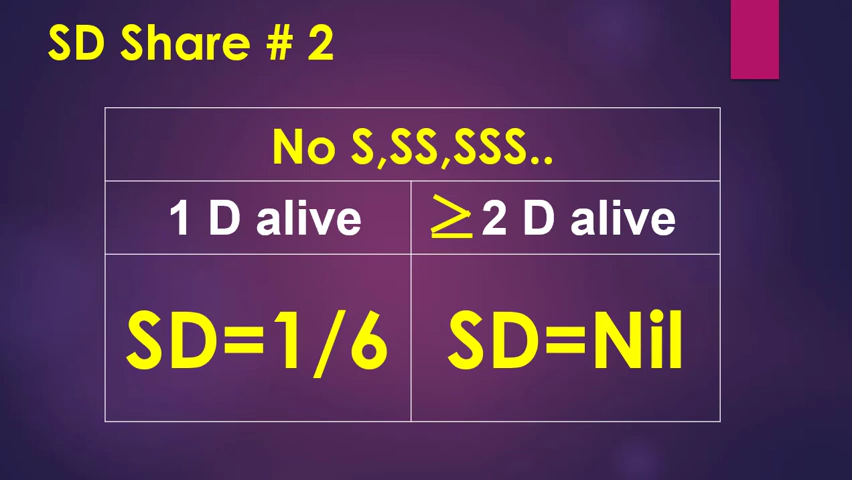 SD Share # 2
No S,SS,SSS..
1 D alive
≥ 2 D alive
SD=1/6
SD=Nil